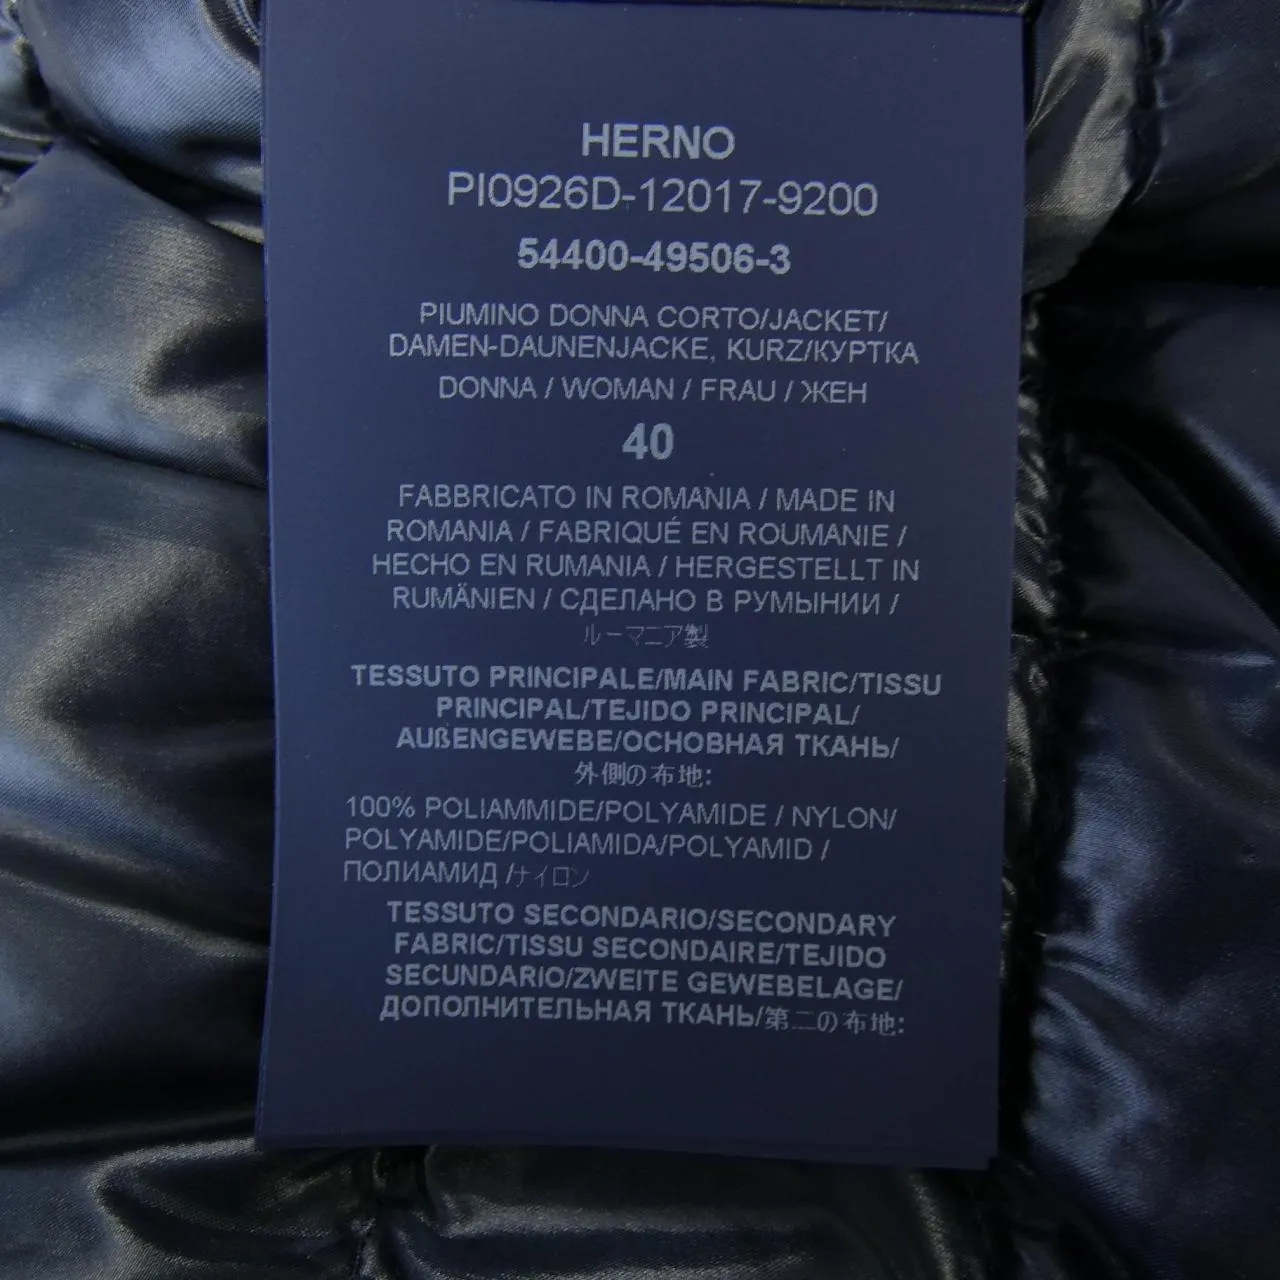 HERNO
PI0926D-12017-9200
54400-49506-3
PIUMINO DONNA CORTO/JACKET/
DAMEN-DAUNENJACKE, KURZ/КУРТКА
DONNA / WOMAN / FRAU / ЖЕН
40
FABBRICATO IN ROMANIA / MADE IN
ROMANIA / FABRIQUÉ EN ROUMANIE /
HECHO EN RUMANIA / HERGESTELLT IN
RUMÄNIEN / СДЕЛАНО В РУМЫНИИ /
ルーマニア製
TESSUTO PRINCIPALE/MAIN FABRIC/TISSU
PRINCIPAL/TEJIDO PRINCIPAL/
AUßENGEWEBE/ОСНОВНАЯ ТКАНЬ/
外側の布地:
100% POLIAMMIDE/POLYAMIDE / NYLON/
POLYAMIDE/POLIAMIDA/POLYAMID /
ПОЛИАМИД /ナイロン
TESSUTO SECONDARIO/SECONDARY
FABRIC/TISSU SECONDAIRE/TEJIDO
SECUNDARIO/ZWEITE GEWEBELAGE/
ДОПОЛНИТЕЛЬНАЯ ТКАНЬ/第二の布地: